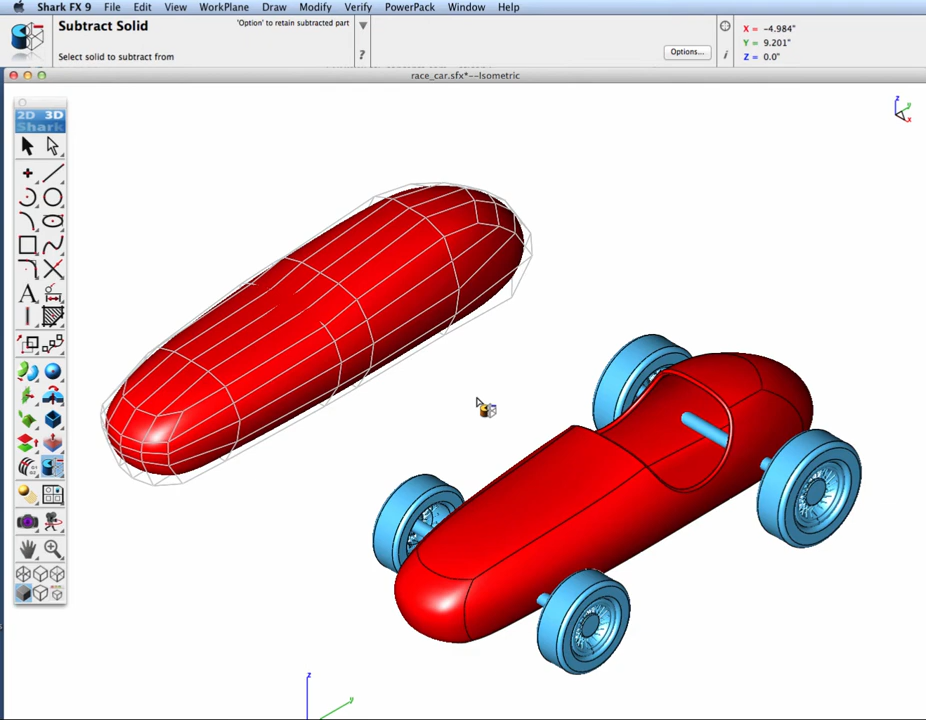 Shark FX 9 File Edit View WorkPlane Draw Modify Verify PowerPack Window Help
Subtract Solid
'Option' to retain subtracted part
Select solid to subtract from
?
Options...
i
X = -4.984"
Y = 9.201"
Z = 0.0"
race_car.sfx*--Isometric
2D 3D
Shark
A
z
y
x
z
y